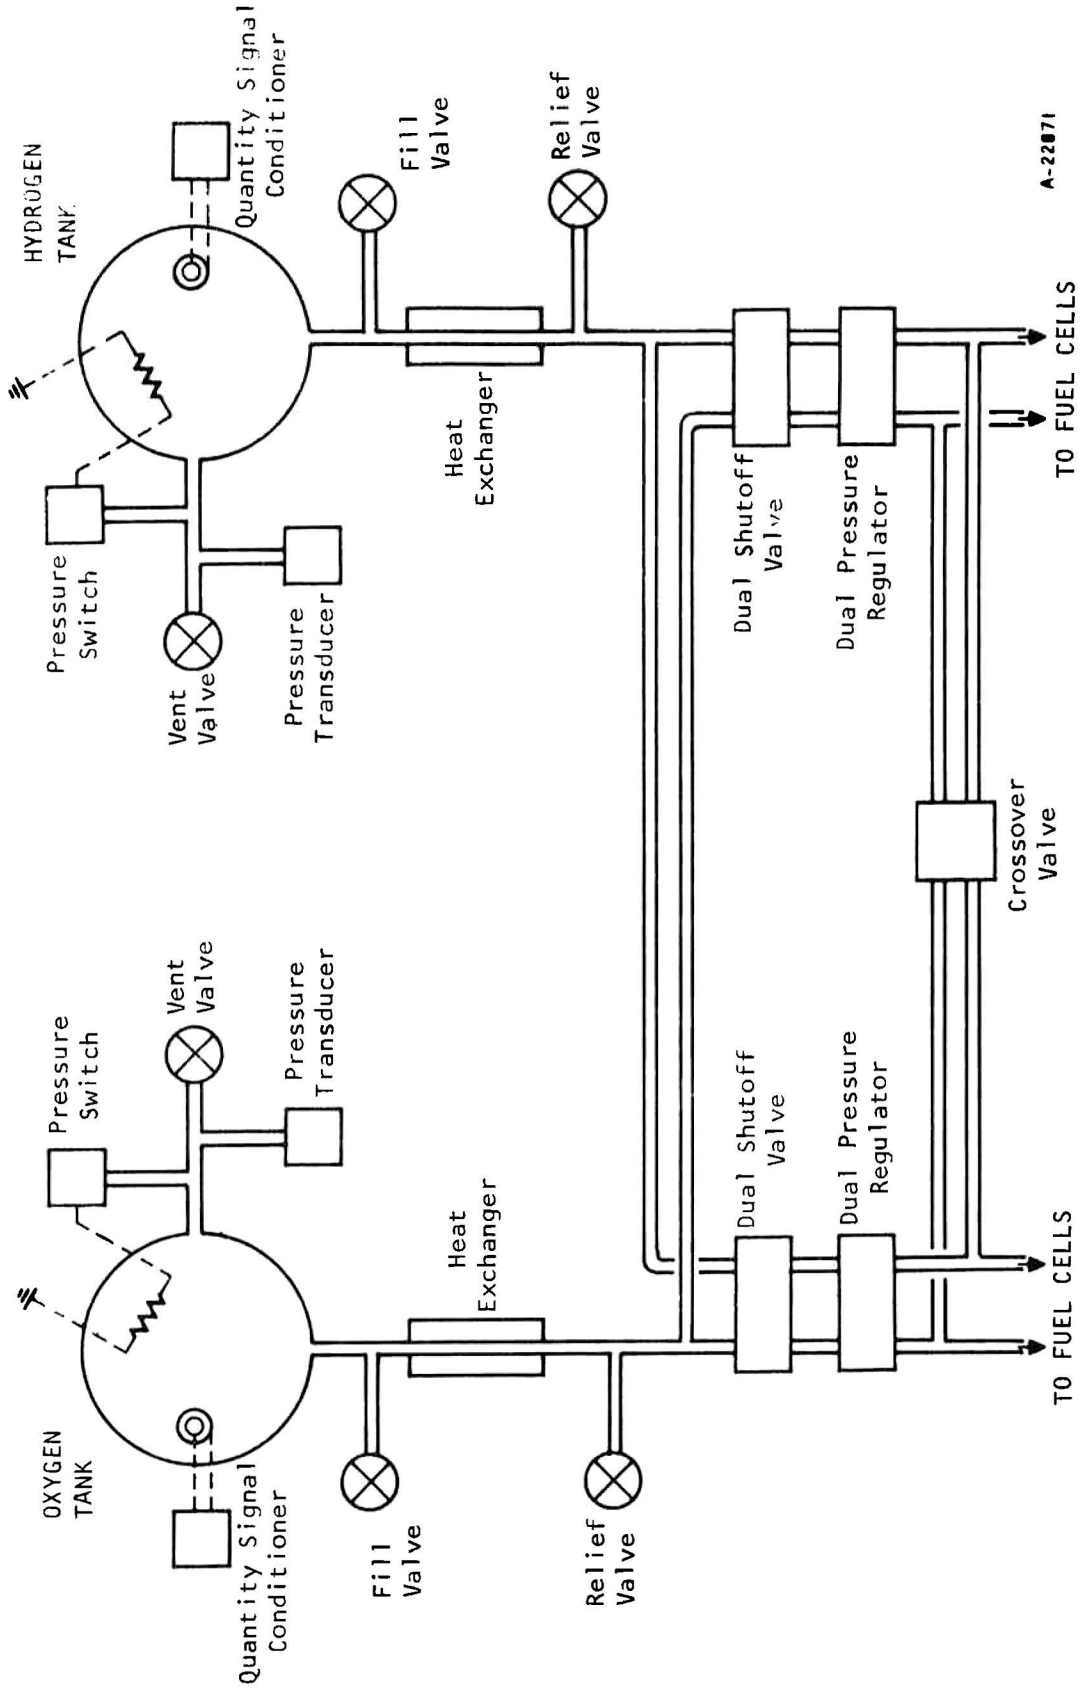 OXYGEN
TANK
Pressure
Switch
Vent
Valve
Pressure
Transducer
Quantity Signal
Conditioner
Fill
Valve
Heat
Exchanger
Relief
Valve
Dual Shutoff
Valve
Dual Pressure
Regulator
TO FUEL CELLS
HYDROGEN
TANK
Pressure
Switch
Vent
Valve
Pressure
Transducer
Quantity Signal
Conditioner
Fill
Valve
Heat
Exchanger
Relief
Valve
Dual Shutoff
Valve
Dual Pressure
Regulator
Crossover
Valve
TO FUEL CELLS
A-22871